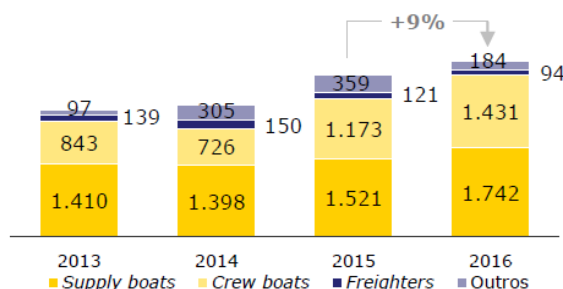 +9%
97 139 305 150 359 121 184 94
843 726 1.173 1.431
1.410 1.398 1.521 1.742
2013 2014 2015 2016
Supply boats Crew boats Freighters Outros